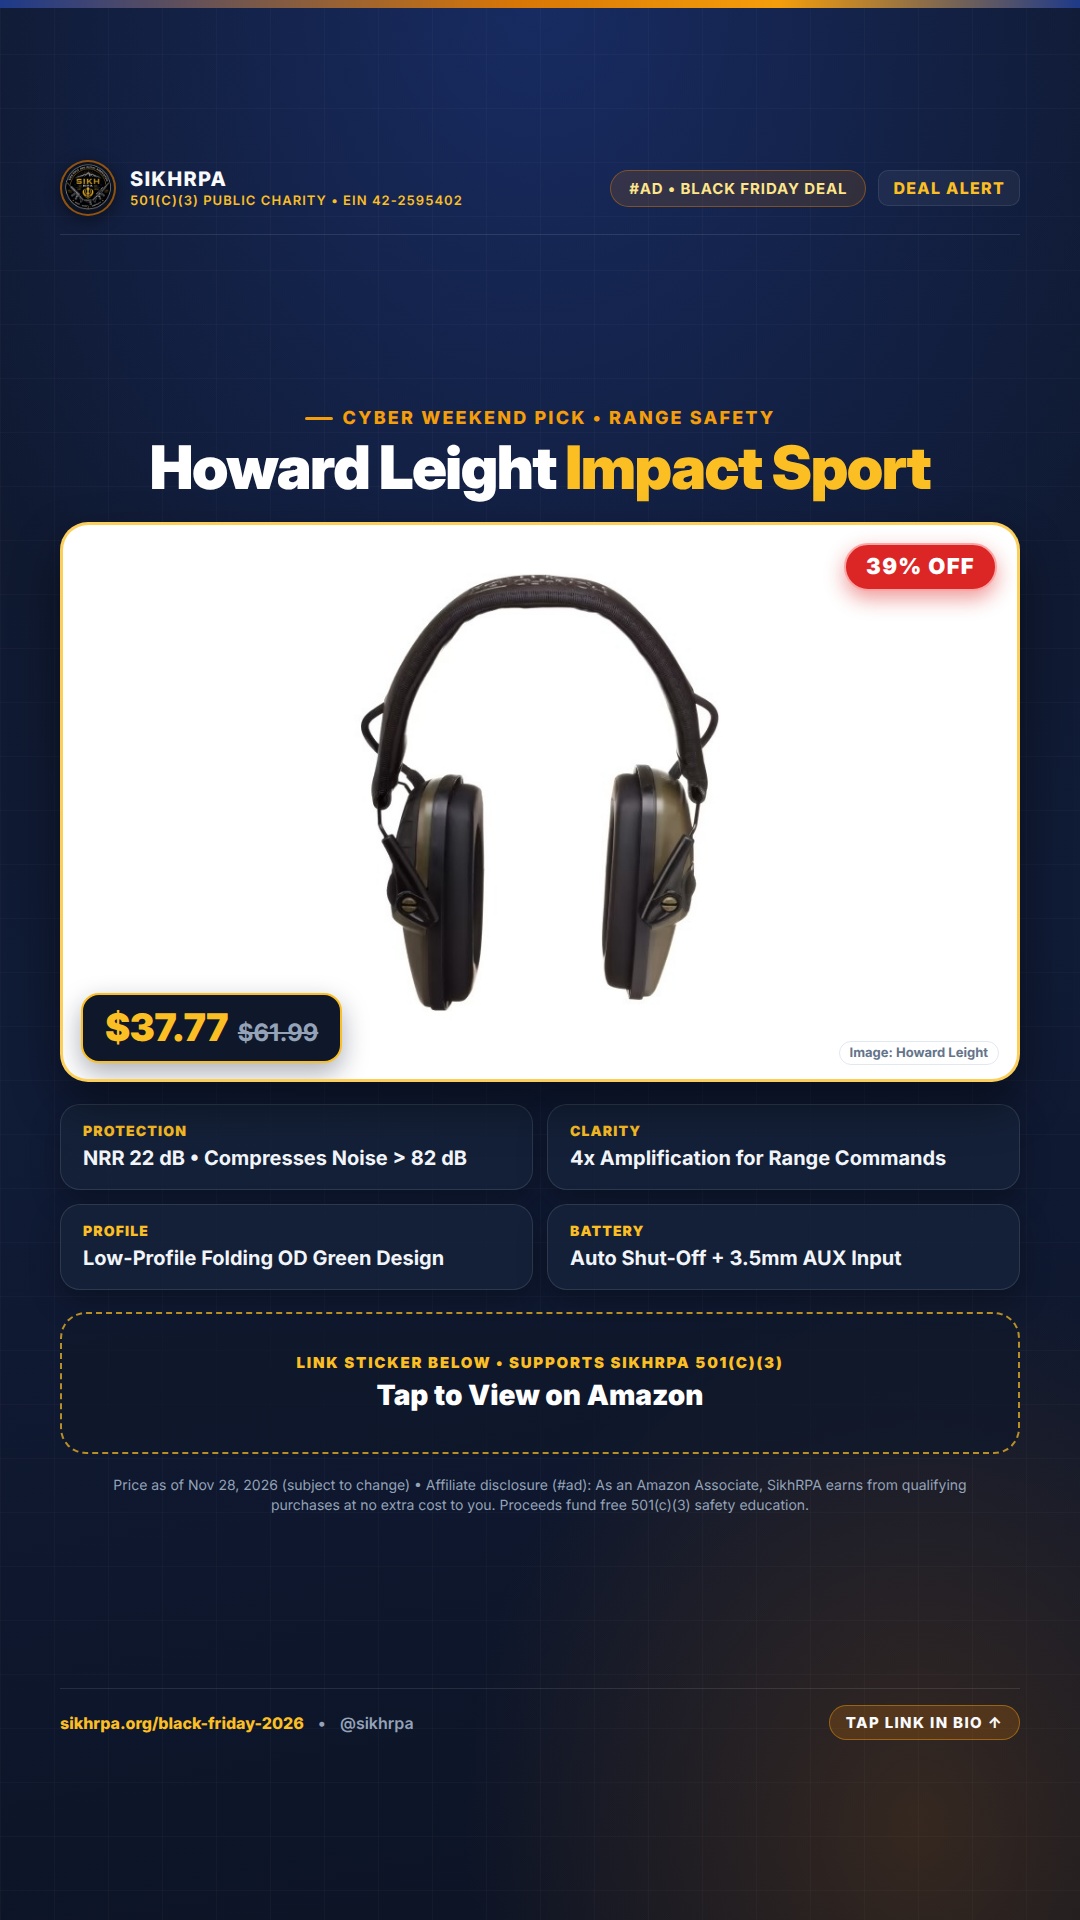 SIKH
SIKHRPA
501(C)(3) PUBLIC CHARITY • EIN 42-2595402
#AD • BLACK FRIDAY DEAL
DEAL ALERT
CYBER WEEKEND PICK • RANGE SAFETY
Howard Leight Impact Sport
39% OFF
$37.77 $61.99
Image: Howard Leight
PROTECTION
NRR 22 dB • Compresses Noise > 82 dB
CLARITY
4x Amplification for Range Commands
PROFILE
Low-Profile Folding OD Green Design
BATTERY
Auto Shut-Off + 3.5mm AUX Input
LINK STICKER BELOW • SUPPORTS SIKHRPA 501(C)(3)
Tap to View on Amazon
Price as of Nov 28, 2026 (subject to change) • Affiliate disclosure (#ad): As an Amazon Associate, SikhRPA earns from qualifying
purchases at no extra cost to you. Proceeds fund free 501(c)(3) safety education.
sikhrpa.org/black-friday-2026 • @sikhrpa
TAP LINK IN BIO ↑